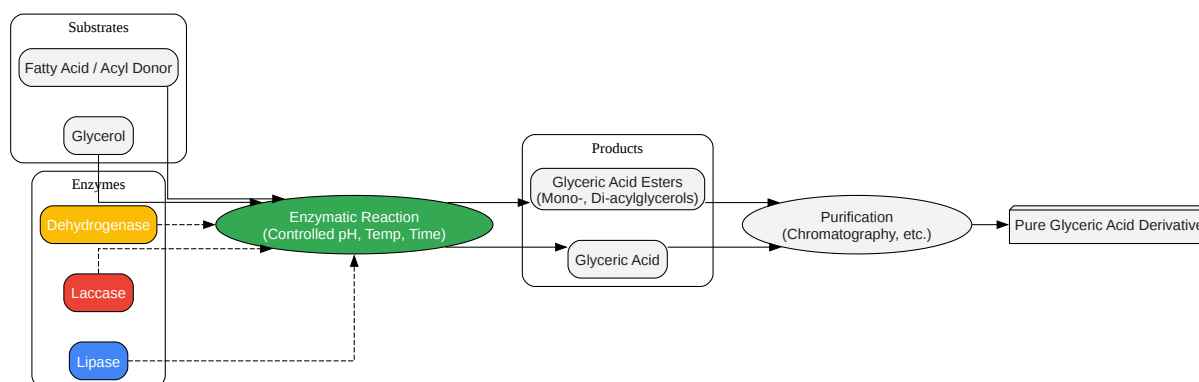 Substrates
Fatty Acid / Acyl Donor
Glycerol
Enzymes
Dehydrogenase
Laccase
Lipase
Enzymatic Reaction
(Controlled pH, Temp, Time)
Products
Glyceric Acid Esters
(Mono-, Di-acylglycerols)
Glyceric Acid
Purification
(Chromatography, etc.)
Pure Glyceric Acid Derivative